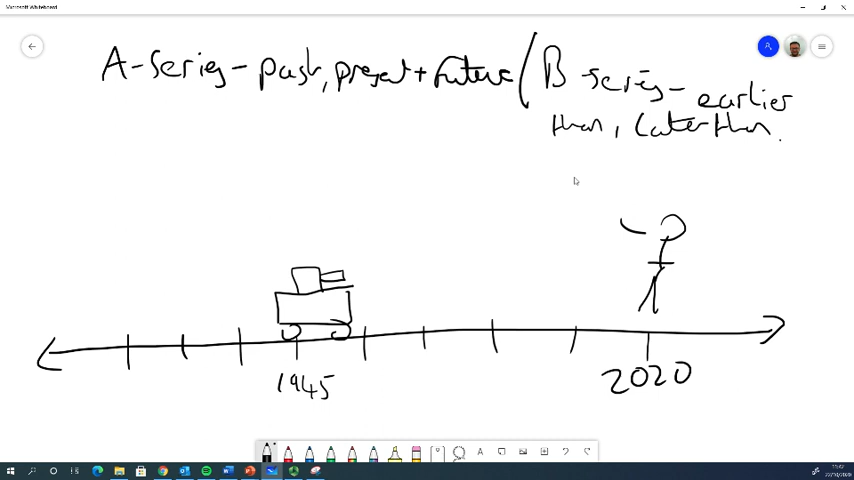 Microsoft Whiteboard
A-series - past, present + future / B-series - earlier
than, later than.
1945
2020
A